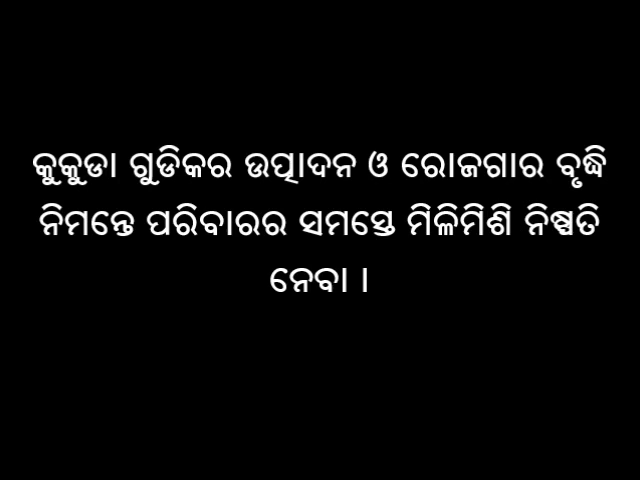 କୁକୁଡା ଗୁଡିକର ଉତ୍ପାଦନ ଓ ରୋଜଗାର ବୃଦ୍ଧି
ନିମନ୍ତେ ପରିବାରର ସମସ୍ତେ ମିଳିମିଶି ନିଷ୍ପତି
ନେବା ।